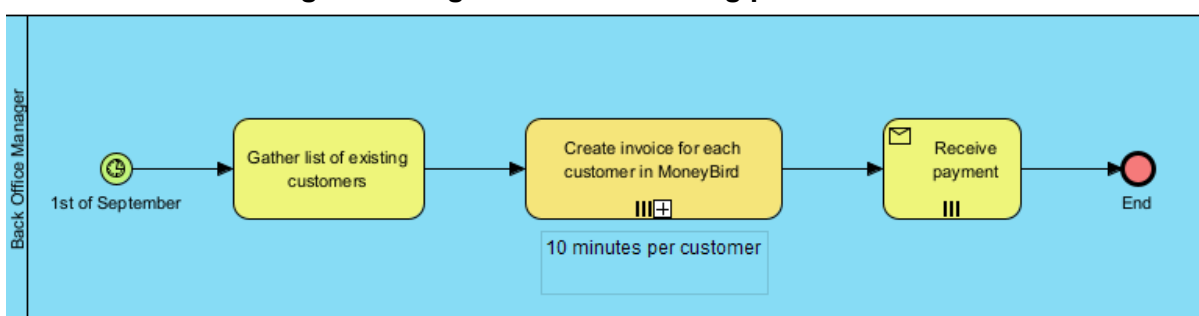 Back Office Manager
1st of September
Gather list of existing
customers
Create invoice for each
customer in MoneyBird
10 minutes per customer
Receive
payment
End